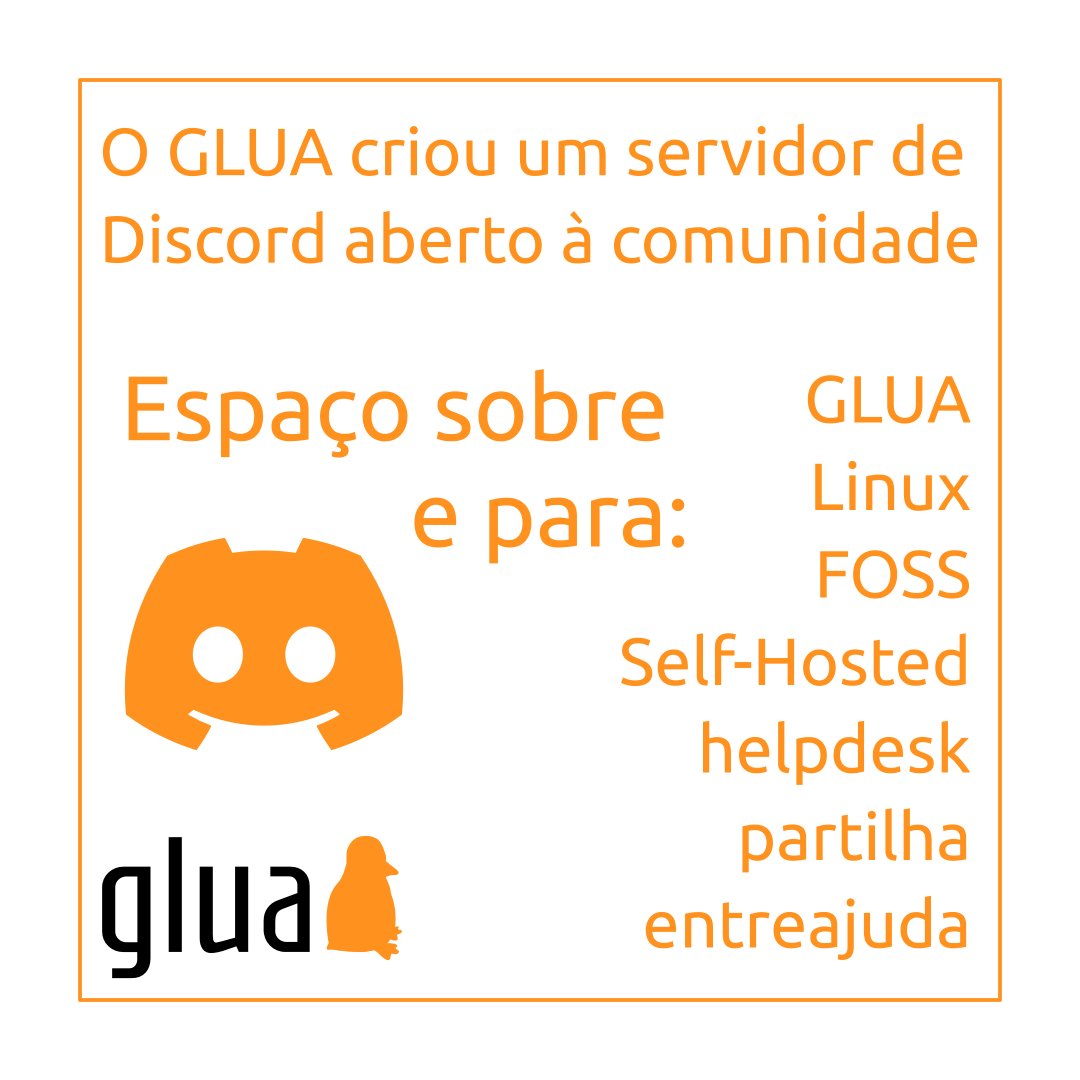 O GLUA criou um servidor de
Discord aberto à comunidade
Espaço sobre
e para:
GLUA
Linux
FOSS
Self-Hosted
helpdesk
partilha
entreajuda
glua